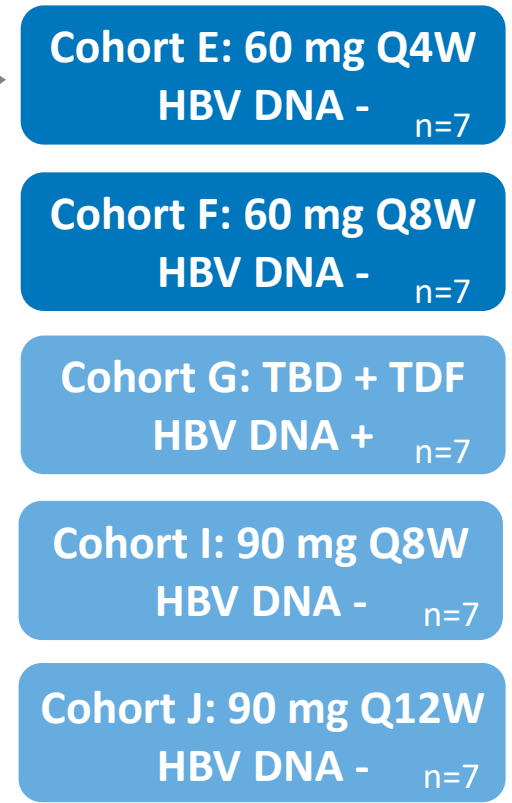 Cohort E: 60 mg Q4W
HBV DNA - n=7
Cohort F: 60 mg Q8W
HBV DNA - n=7
Cohort G: TBD + TDF
HBV DNA + n=7
Cohort I: 90 mg Q8W
HBV DNA - n=7
Cohort J: 90 mg Q12W
HBV DNA - n=7